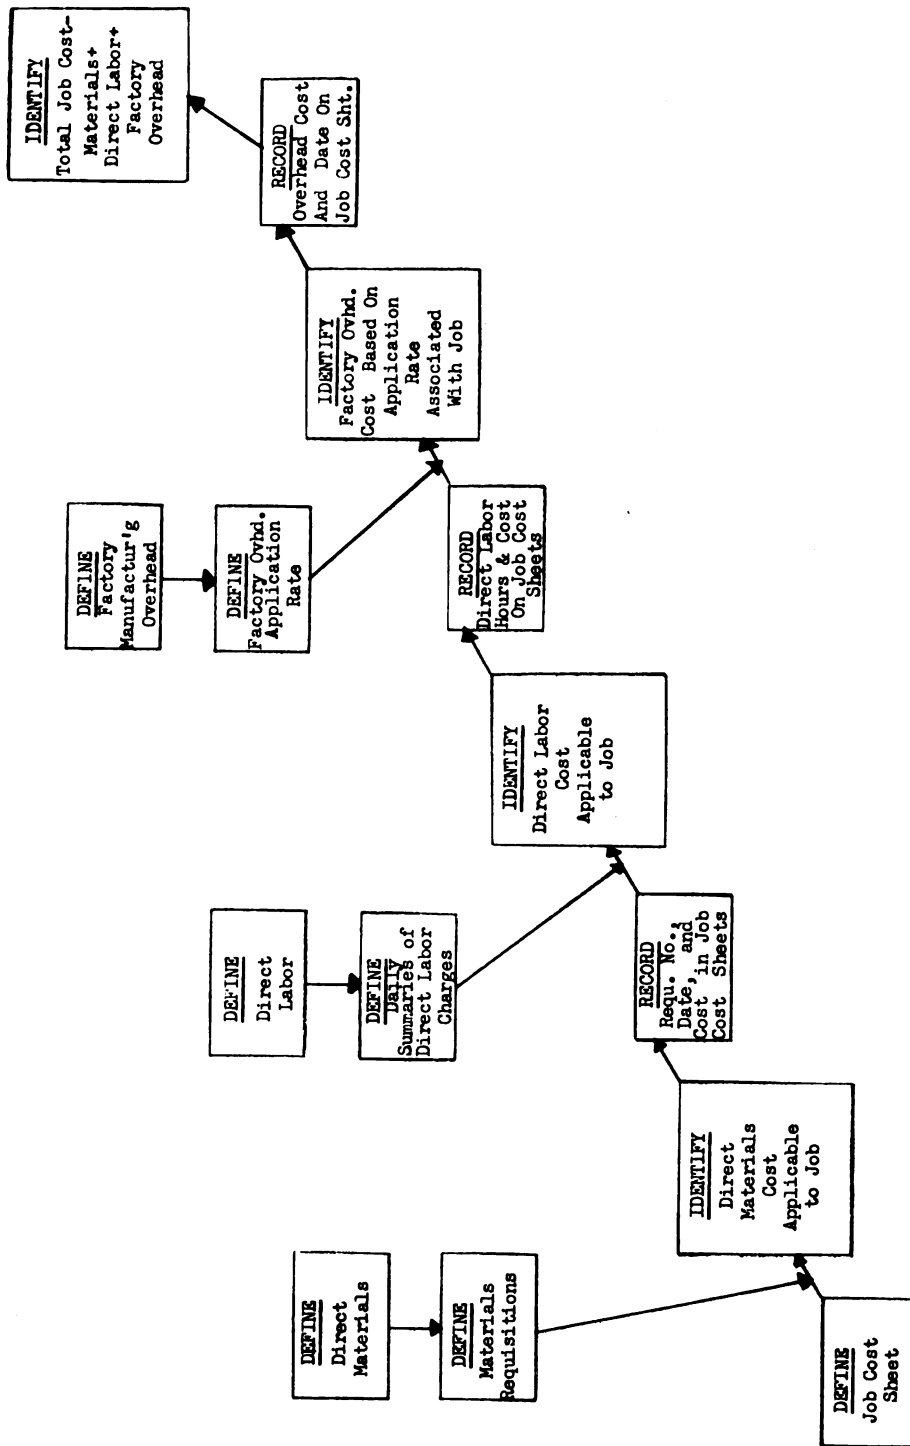 DEFINE
Job Cost
Sheet
DEFINE
Direct
Materials
DEFINE
Materials
Requisitions
IDENTIFY
Direct
Materials
Cost
Applicable
to Job
RECORD
Requ. No.,
Date, and
Cost in Job
Cost Sheets
DEFINE
Direct
Labor
DEFINE
Daily
Summaries of
Direct Labor
Charges
IDENTIFY
Direct Labor
Cost
Applicable
to Job
RECORD
Direct Labor
Hours & Cost
On Job Cost
Sheets
DEFINE
Factory
Manufactur'g
Overhead
DEFINE
Factory Ovhd.
Application
Rate
IDENTIFY
Factory Ovhd.
Cost Based On
Application
Rate
Associated
With Job
RECORD
Overhead Cost
And Date On
Job Cost Sht.
IDENTIFY
Total Job Cost-
Materials+
Direct Labor+
Factory
Overhead